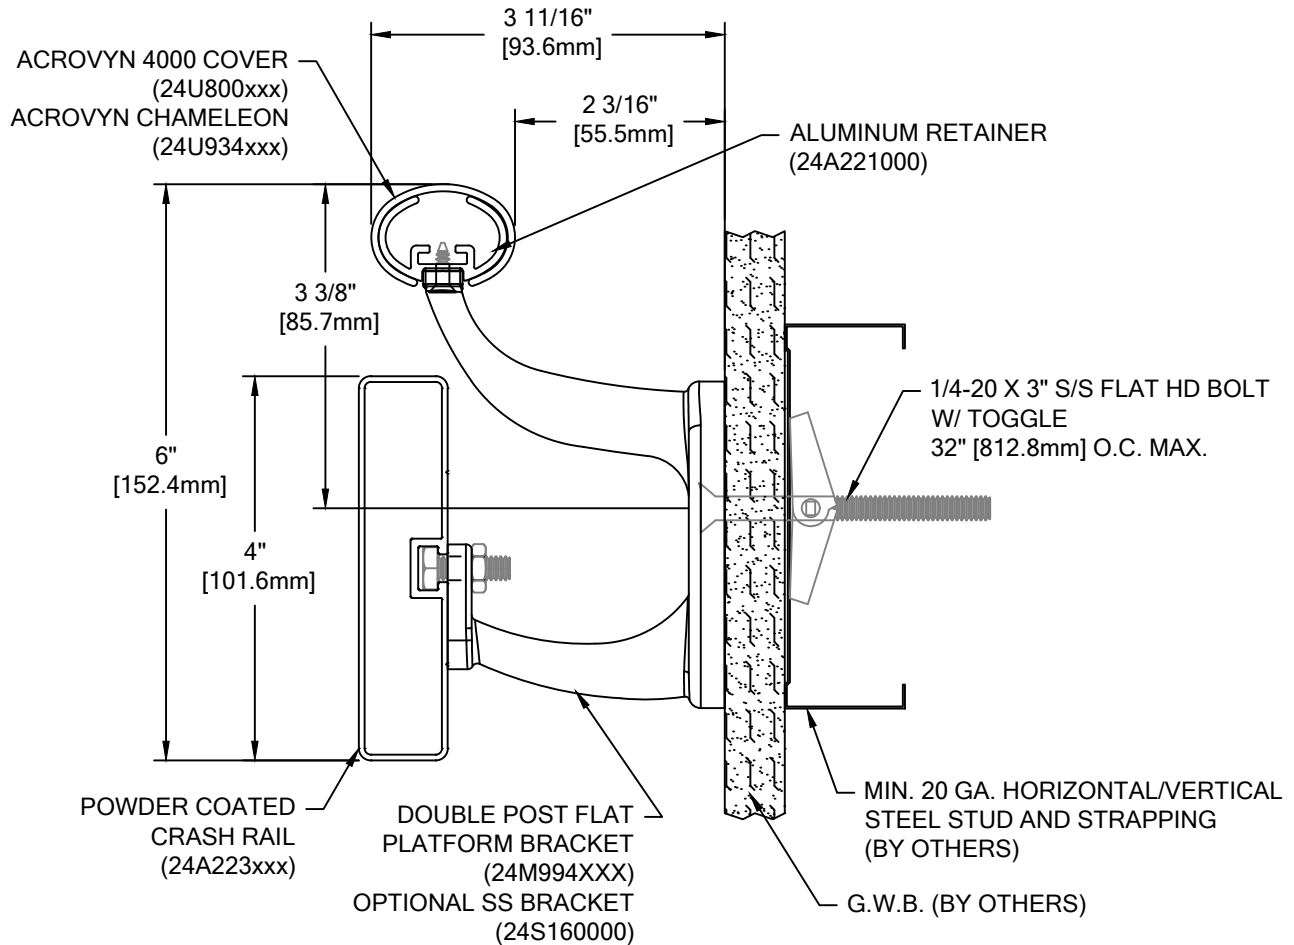 3 11/16"
[93.6mm]
ACROVYN 4000 COVER
(24U800xxx)
ACROVYN CHAMELEON
(24U934xxx)
2 3/16"
[55.5mm]
ALUMINUM RETAINER
(24A221000)
3 3/8"
[85.7mm]
1/4-20 X 3" S/S FLAT HD BOLT
W/ TOGGLE
32" [812.8mm] O.C. MAX.
6"
[152.4mm]
4"
[101.6mm]
POWDER COATED
CRASH RAIL
(24A223xxx)
DOUBLE POST FLAT
PLATFORM BRACKET
(24M994XXX)
OPTIONAL SS BRACKET
(24S160000)
MIN. 20 GA. HORIZONTAL/VERTICAL
STEEL STUD AND STRAPPING
(BY OTHERS)
G.W.B. (BY OTHERS)